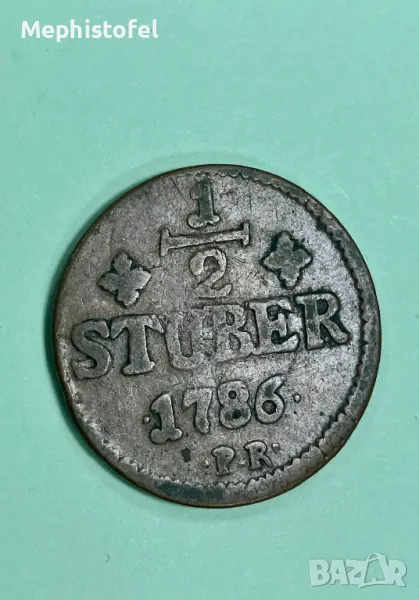 Mephistofel
1
2
STUBER
·1786·
·P·R·
BAZAR